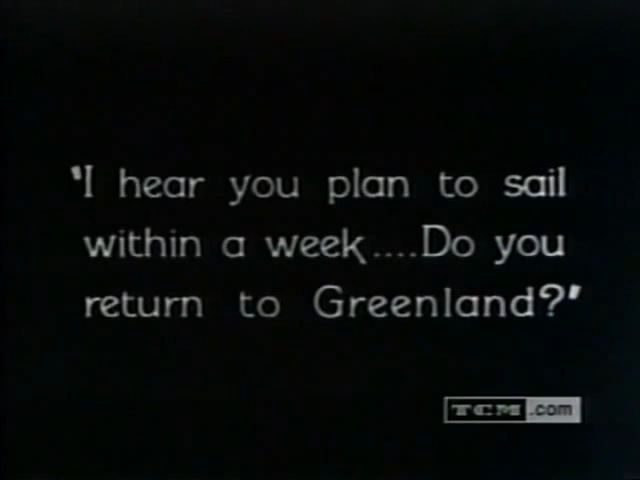 "I hear you plan to sail
within a week....Do you
return to Greenland?"
TCM.com